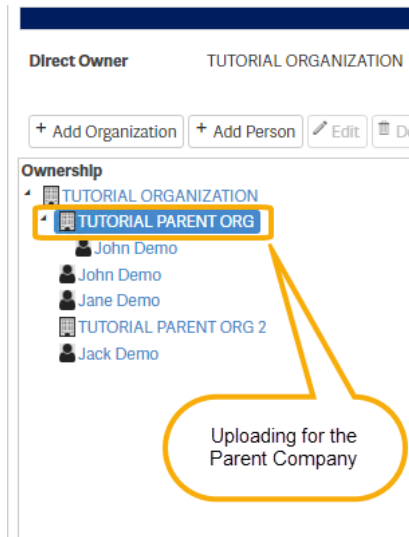 Direct Owner TUTORIAL ORGANIZATION
+ Add Organization + Add Person Edit
Ownership
TUTORIAL ORGANIZATION
TUTORIAL PARENT ORG
John Demo
John Demo
Jane Demo
TUTORIAL PARENT ORG 2
Jack Demo
Uploading for the
Parent Company